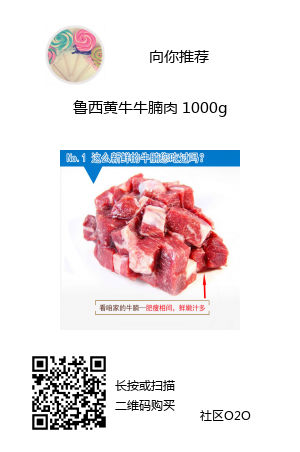 向你推荐
鲁西黄牛牛腩肉 1000g
No.1 这么新鲜的牛腩您吃过吗?
看咱家的牛腩—肥瘦相间，鲜嫩汁多
长按或扫描
二维码购买
社区O2O